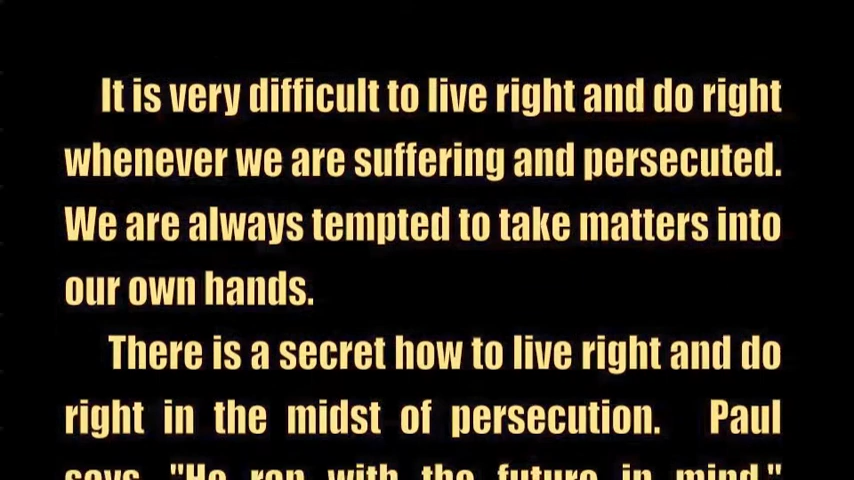 It is very difficult to live right and do right
whenever we are suffering and persecuted.
We are always tempted to take matters into
our own hands.
There is a secret how to live right and do
right in the midst of persecution. Paul
says, "He ran with the future in mind."